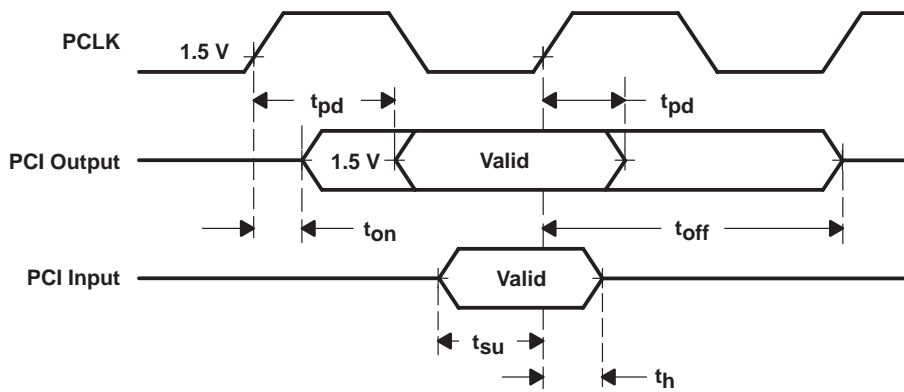 PCLK
1.5 V
tpd
tpd
PCI Output
1.5 V
Valid
ton
toff
PCI Input
Valid
tsu
th